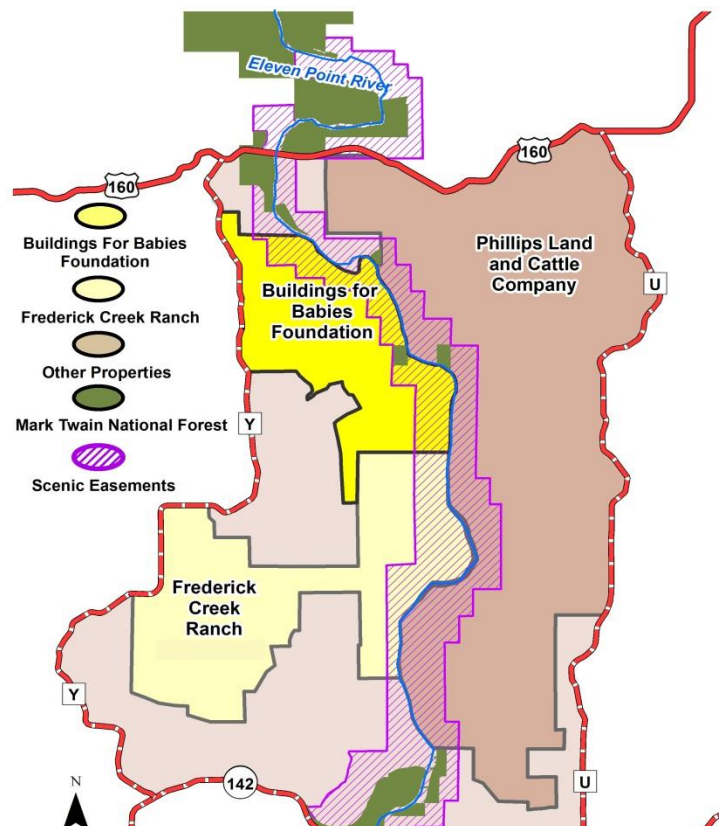 Eleven Point River
160
160
Buildings For Babies
Foundation
Frederick Creek Ranch
Other Properties
Mark Twain National Forest
Scenic Easements
Phillips Land
and Cattle
Company
U
Buildings for
Babies
Foundation
Y
Frederick
Creek
Ranch
Y
N
142
U